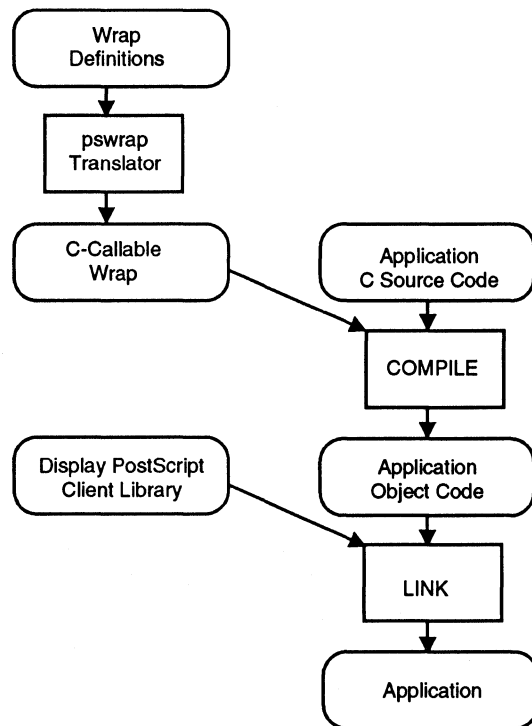 Wrap
Definitions
pswrap
Translator
C-Callable
Wrap
Application
C Source Code
COMPILE
Display PostScript
Client Library
Application
Object Code
LINK
Application